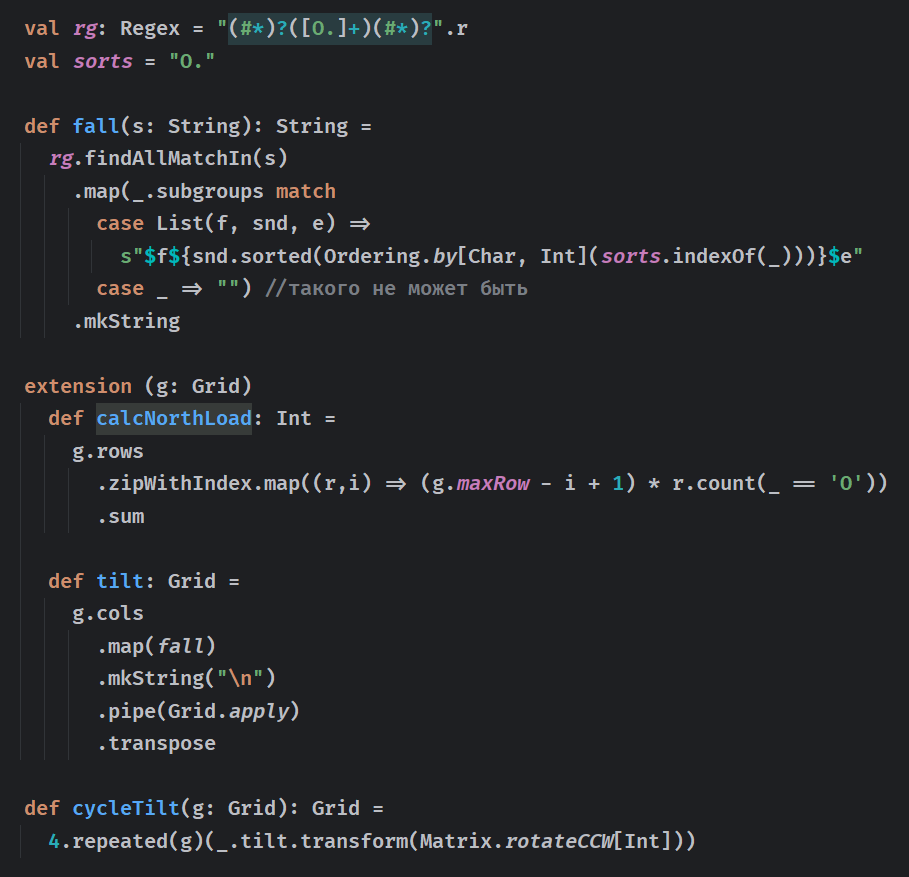 val rg: Regex = "(#*)?([O.]+)(#*)?".r
val sorts = "O."
def fall(s: String): String =
rg.findAllMatchIn(s)
.map(_.subgroups match
case List(f, snd, e) ⇒
s"$f${snd.sorted(Ordering.by[Char, Int](sorts.indexOf(_)))}$e"
case _ ⇒ "") //такого не может быть
.mkString
extension (g: Grid)
def calcNorthLoad: Int =
g.rows
.zipWithIndex.map((r,i) ⇒ (g.maxRow - i + 1) * r.count(_ == 'O'))
.sum
def tilt: Grid =
g.cols
.map(fall)
.mkString("\n")
.pipe(Grid.apply)
.transpose
def cycleTilt(g: Grid): Grid =
4.repeated(g)(_.tilt.transform(Matrix.rotateCCW[Int]))